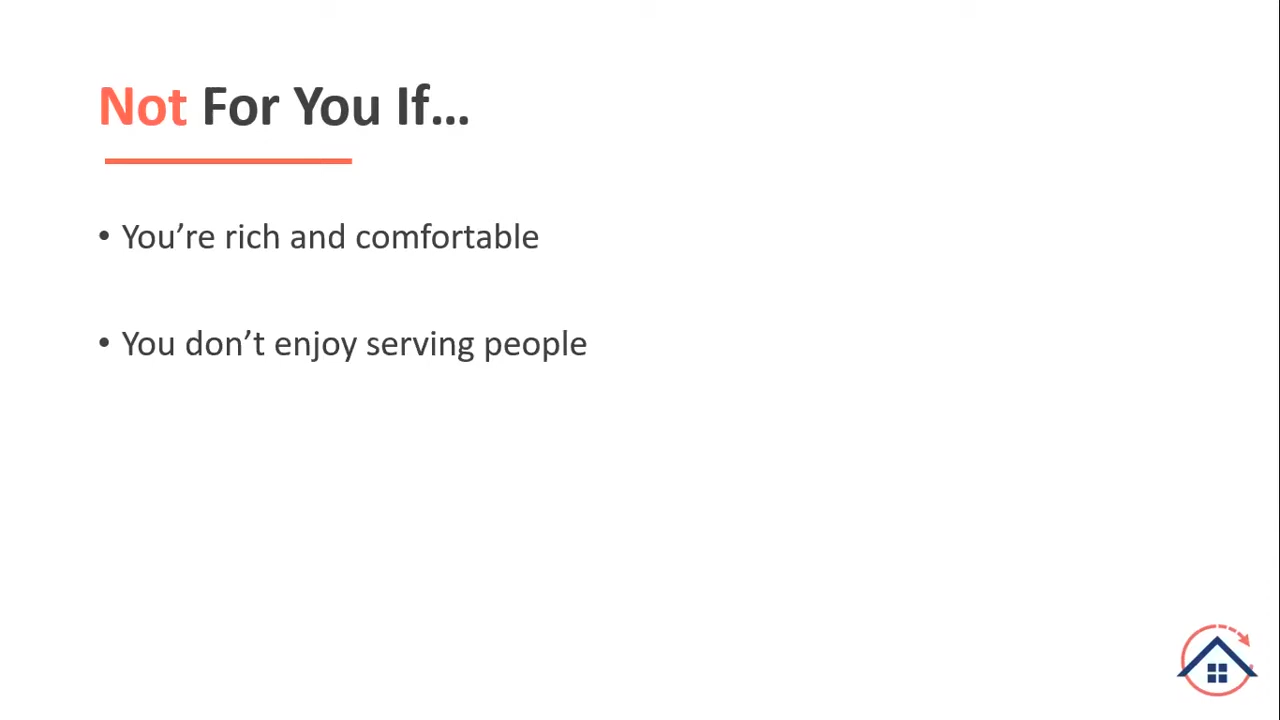 Not For You If...
• You’re rich and comfortable
• You don’t enjoy serving people